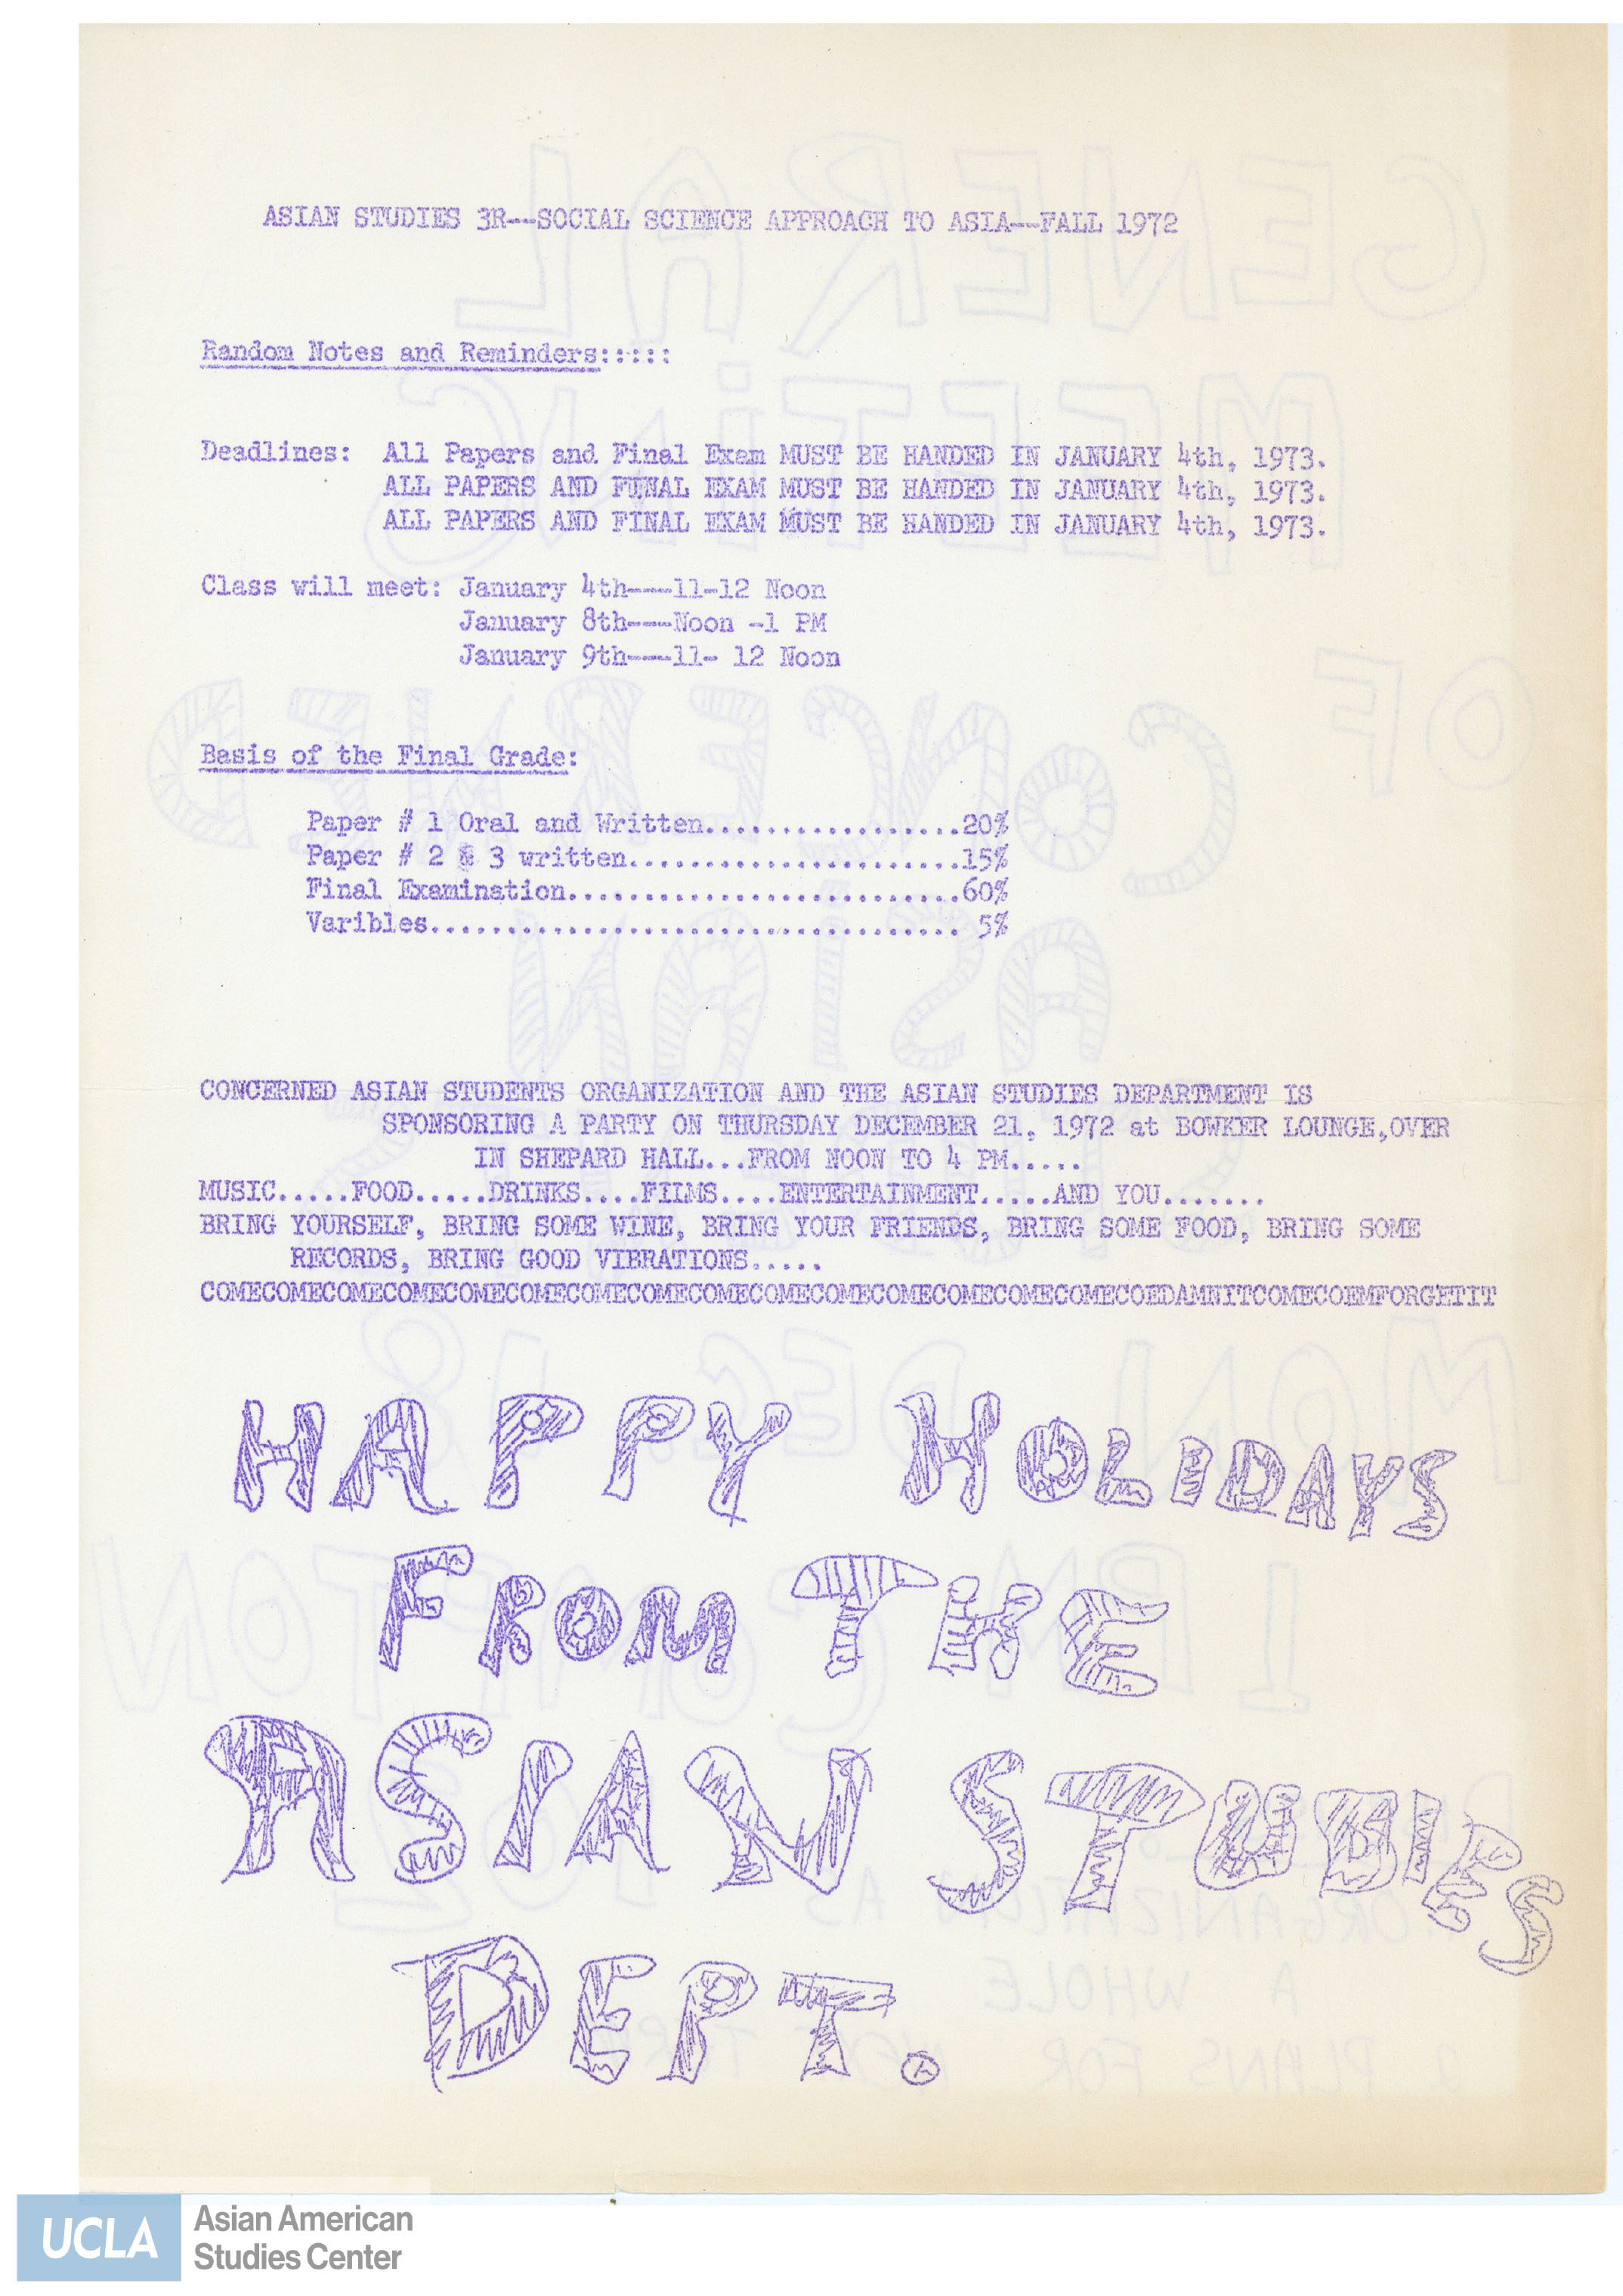 ASIAN STUDIES 3R--SOCIAL SCIENCE APPROACH TO ASIA--FALL 1972
Random Notes and Reminders:::::
Deadlines: All Papers and Final Exam MUST BE HANDED IN JANUARY 4th, 1973.
ALL PAPERS AND FINAL EXAM MUST BE HANDED IN JANUARY 4th, 1973.
ALL PAPERS AND FINAL EXAM MUST BE HANDED IN JANUARY 4th, 1973.
Class will meet: January 4th---11-12 Noon
January 8th---Noon -1 PM
January 9th---11- 12 Noon
Basis of the Final Grade:
Paper # 1 Oral and Written.................20%
Paper # 2 & 3 written......................15%
Final Examination..........................60%
Varibles................................... 5%
CONCERNED ASIAN STUDENTS ORGANIZATION AND THE ASIAN STUDIES DEPARTMENT IS
SPONSORING A PARTY ON THURSDAY DECEMBER 21, 1972 at BOWKER LOUNGE,OVER
IN SHEPARD HALL...FROM NOON TO 4 PM.....
MUSIC.....FOOD.....DRINKS....FILMS....ENTERTAINMENT.....AND YOU.......
BRING YOURSELF, BRING SOME WINE, BRING YOUR FRIENDS, BRING SOME FOOD, BRING SOME
RECORDS, BRING GOOD VIBRATIONS.....
COMECOMECOMECOMECOMECOMECOMECOMECOMECOMECOMECOMECOMECOMECOMECOEDAMNITCOMECOEMFORGETIT
HAPPY HOLIDAYS
FROM THE
ASIAN STUDIES
DEPT.
UCLA Asian American
Studies Center